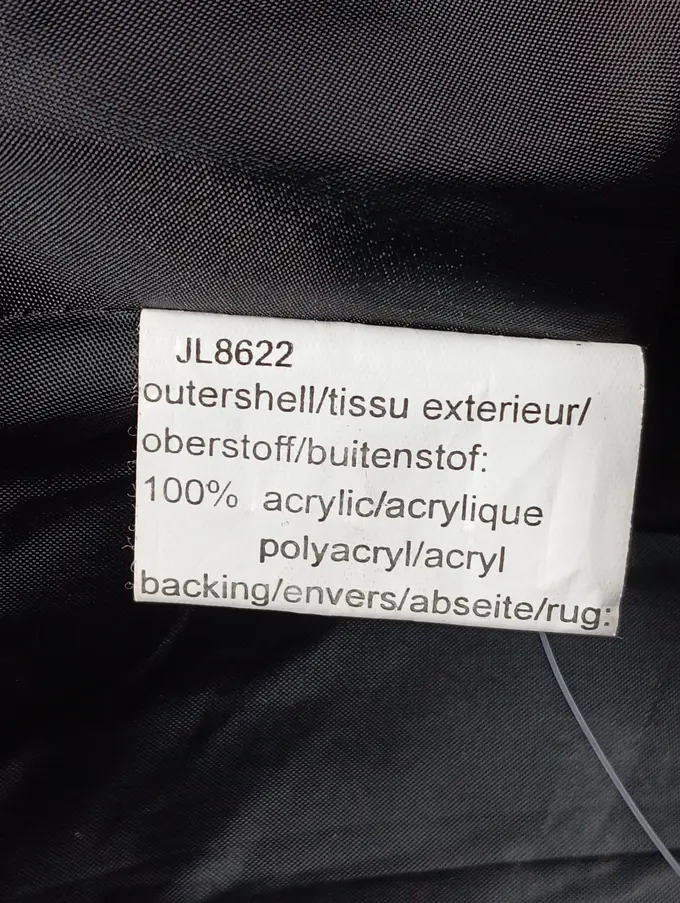 JL8622
outershell/tissu exterieur/
oberstoff/buitenstof:
100% acrylic/acrylique
polyacryl/acryl
backing/envers/abseite/rug: